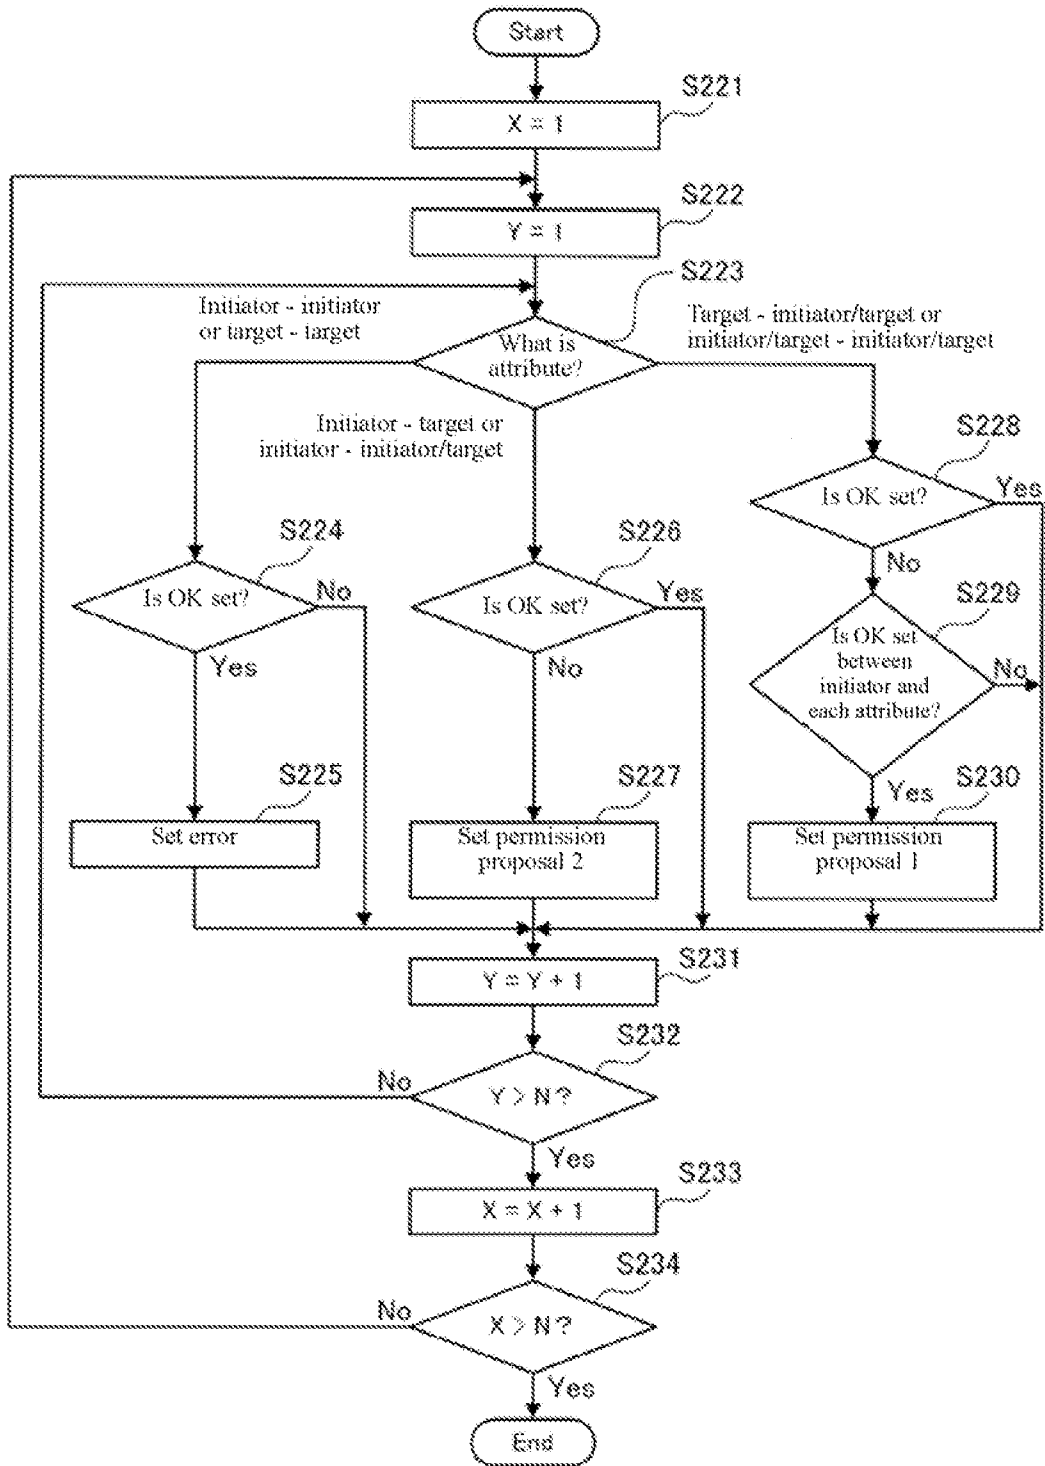 Start
S221
X = 1
S222
Y = 1
S223
Initiator - initiator
or target - target
Target - initiator/target or
initiator/target - initiator/target
What is
attribute?
Initiator - target or
initiator - initiator/target
S228
Is OK set?
Yes
No
S224
Is OK set?
No
Yes
S226
Is OK set?
Yes
No
S229
Is OK set
between
initiator and
each attribute?
No
Yes
S225
Set error
S227
Set permission
proposal 2
S230
Set permission
proposal 1
S231
Y = Y + 1
S232
Y > N ?
No
Yes
S233
X = X + 1
S234
X > N ?
No
Yes
End